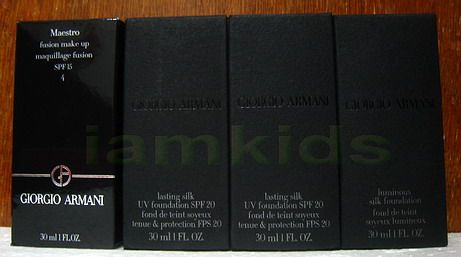 Maestro
fusion make up
maquillage fusion
SPF 15
4
GIORGIO ARMANI
30 ml 1 FL.OZ.
GIORGIO ARMANI
lasting silk
UV foundation SPF 20
fond de teint soyeux
tenue & protection FPS 20
30 ml 1 FL. OZ.
GIORGIO ARMANI
lasting silk
UV foundation SPF 20
fond de teint soyeux
tenue & protection FPS 20
30 ml 1 FL. OZ.
GIORGIO ARMANI
luminous
silk foundation
fond de teint
soyeux lumineux
30 ml 1 FL. OZ.
iamkids